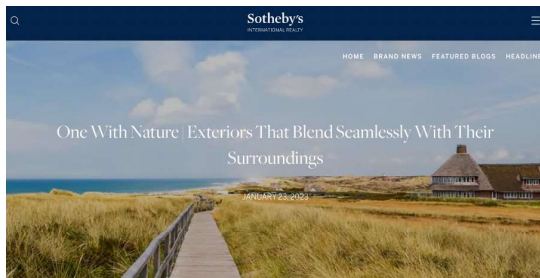 Sotheby's
INTERNATIONAL REALTY
HOME BRAND NEWS FEATURED BLOGS HEADLINE
One With Nature | Exteriors That Blend Seamlessly With Their
Surroundings
JANUARY 23, 2023